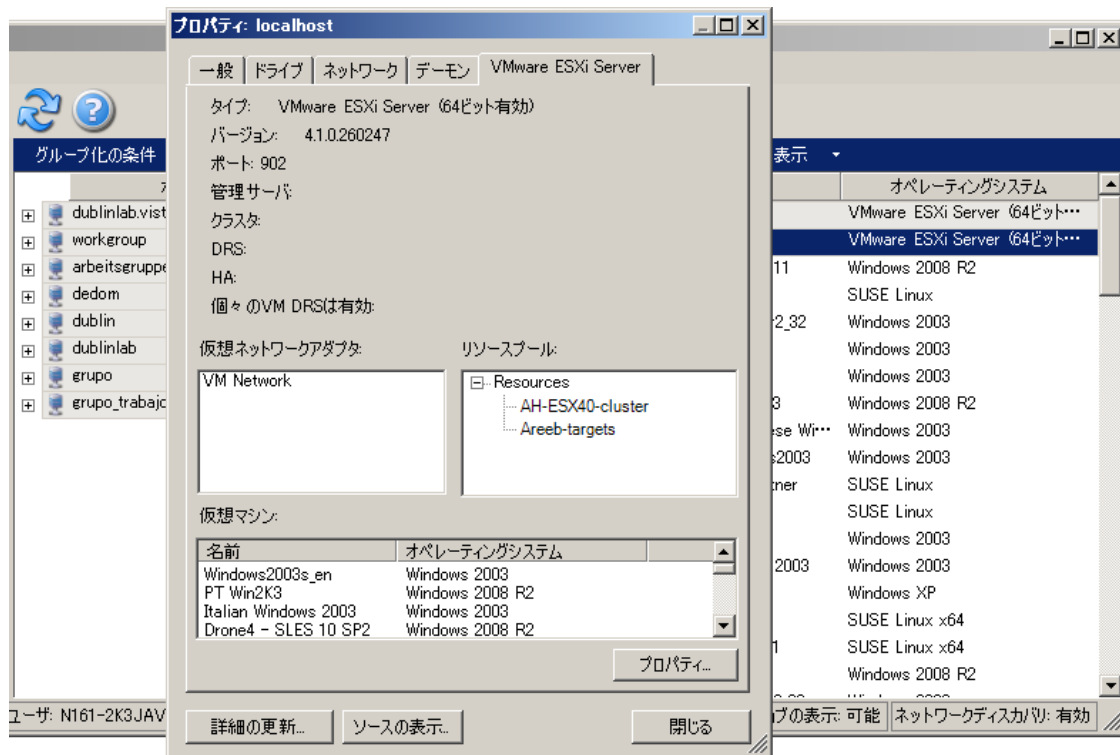 プロパティ: localhost
一般 ドライブ ネットワーク デーモン VMware ESXi Server
タイプ: VMware ESXi Server (64ビット有効)
バージョン: 4.1.0.260247
ポート: 902
管理サーバ:
クラスタ:
DRS:
HA:
個々のVM DRSは有効:
仮想ネットワークアダプタ:
VM Network
リソースプール:
Resources
AH-ESX40-cluster
Areeb-targets
仮想マシン:
名前 オペレーティングシステム
Windows2003s_en Windows 2003
PT Win2K3 Windows 2008 R2
Italian Windows 2003 Windows 2003
Drone4 - SLES 10 SP2 Windows 2008 R2
プロパティ...
詳細の更新... ソースの表示... 閉じる
グループ化の条件
dublinlab.vist
workgroup
arbeitsgruppe
dedom
dublin
dublinlab
grupo
grupo_trabajo
表示
オペレーティングシステム
VMware ESXi Server (64ビット…
VMware ESXi Server (64ビット…
11 Windows 2008 R2
SUSE Linux
r2_32 Windows 2003
Windows 2003
Windows 2003
3 Windows 2008 R2
ese Wi… Windows 2003
s2003 Windows 2003
tner SUSE Linux
SUSE Linux
Windows 2003
2003 Windows 2003
Windows XP
SUSE Linux x64
1 SUSE Linux x64
Windows 2008 R2
ユーザ: N161-2K3JAV
ブの表示: 可能 ネットワークディスカバリ: 有効